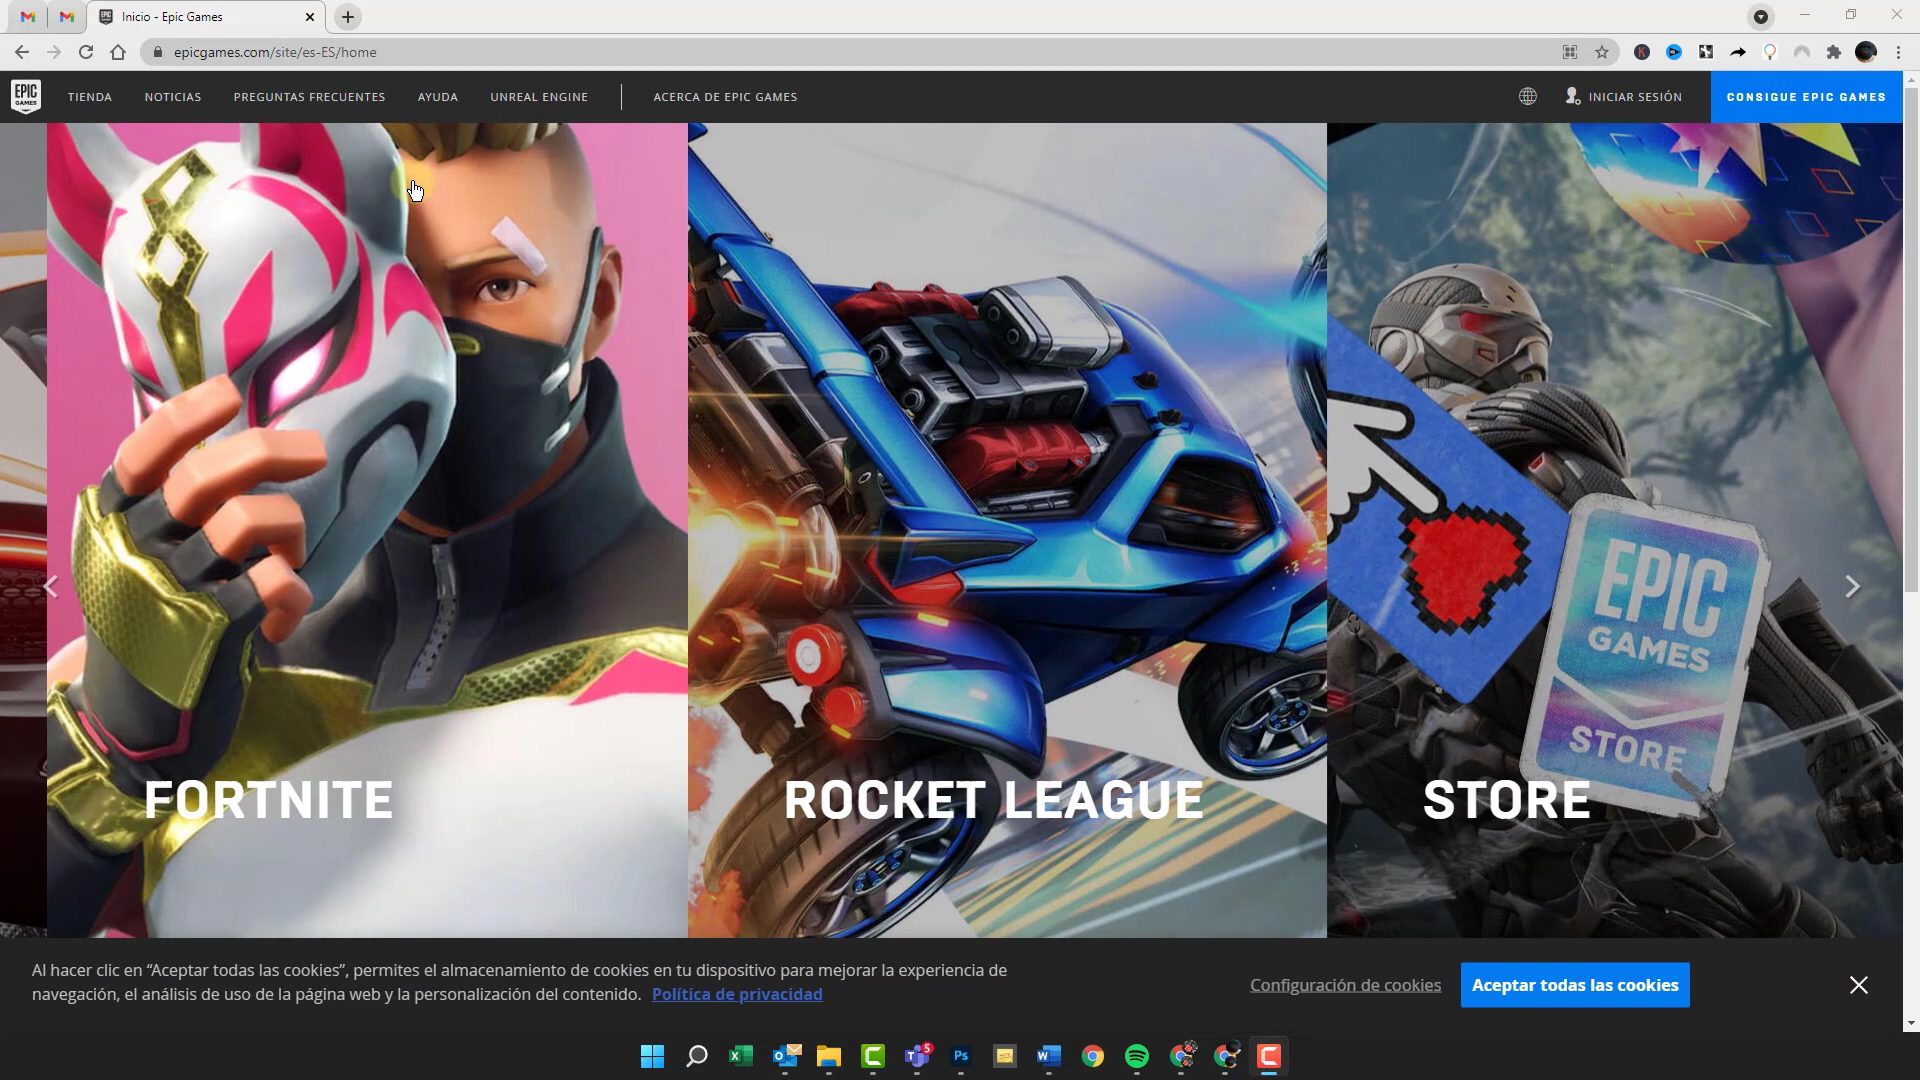 Inicio - Epic Games
epicgames.com/site/es-ES/home
EPIC
GAMES
TIENDA
NOTICIAS
PREGUNTAS FRECUENTES
AYUDA
UNREAL ENGINE
ACERCA DE EPIC GAMES
INICIAR SESIÓN
CONSIGUE EPIC GAMES
EPIC
GAMES
STORE
FORTNITE
ROCKET LEAGUE
STORE
Al hacer clic en “Aceptar todas las cookies”, permites el almacenamiento de cookies en tu dispositivo para mejorar la experiencia de
navegación, el análisis de uso de la página web y la personalización del contenido. Política de privacidad
Configuración de cookies
Aceptar todas las cookies
5
Ps